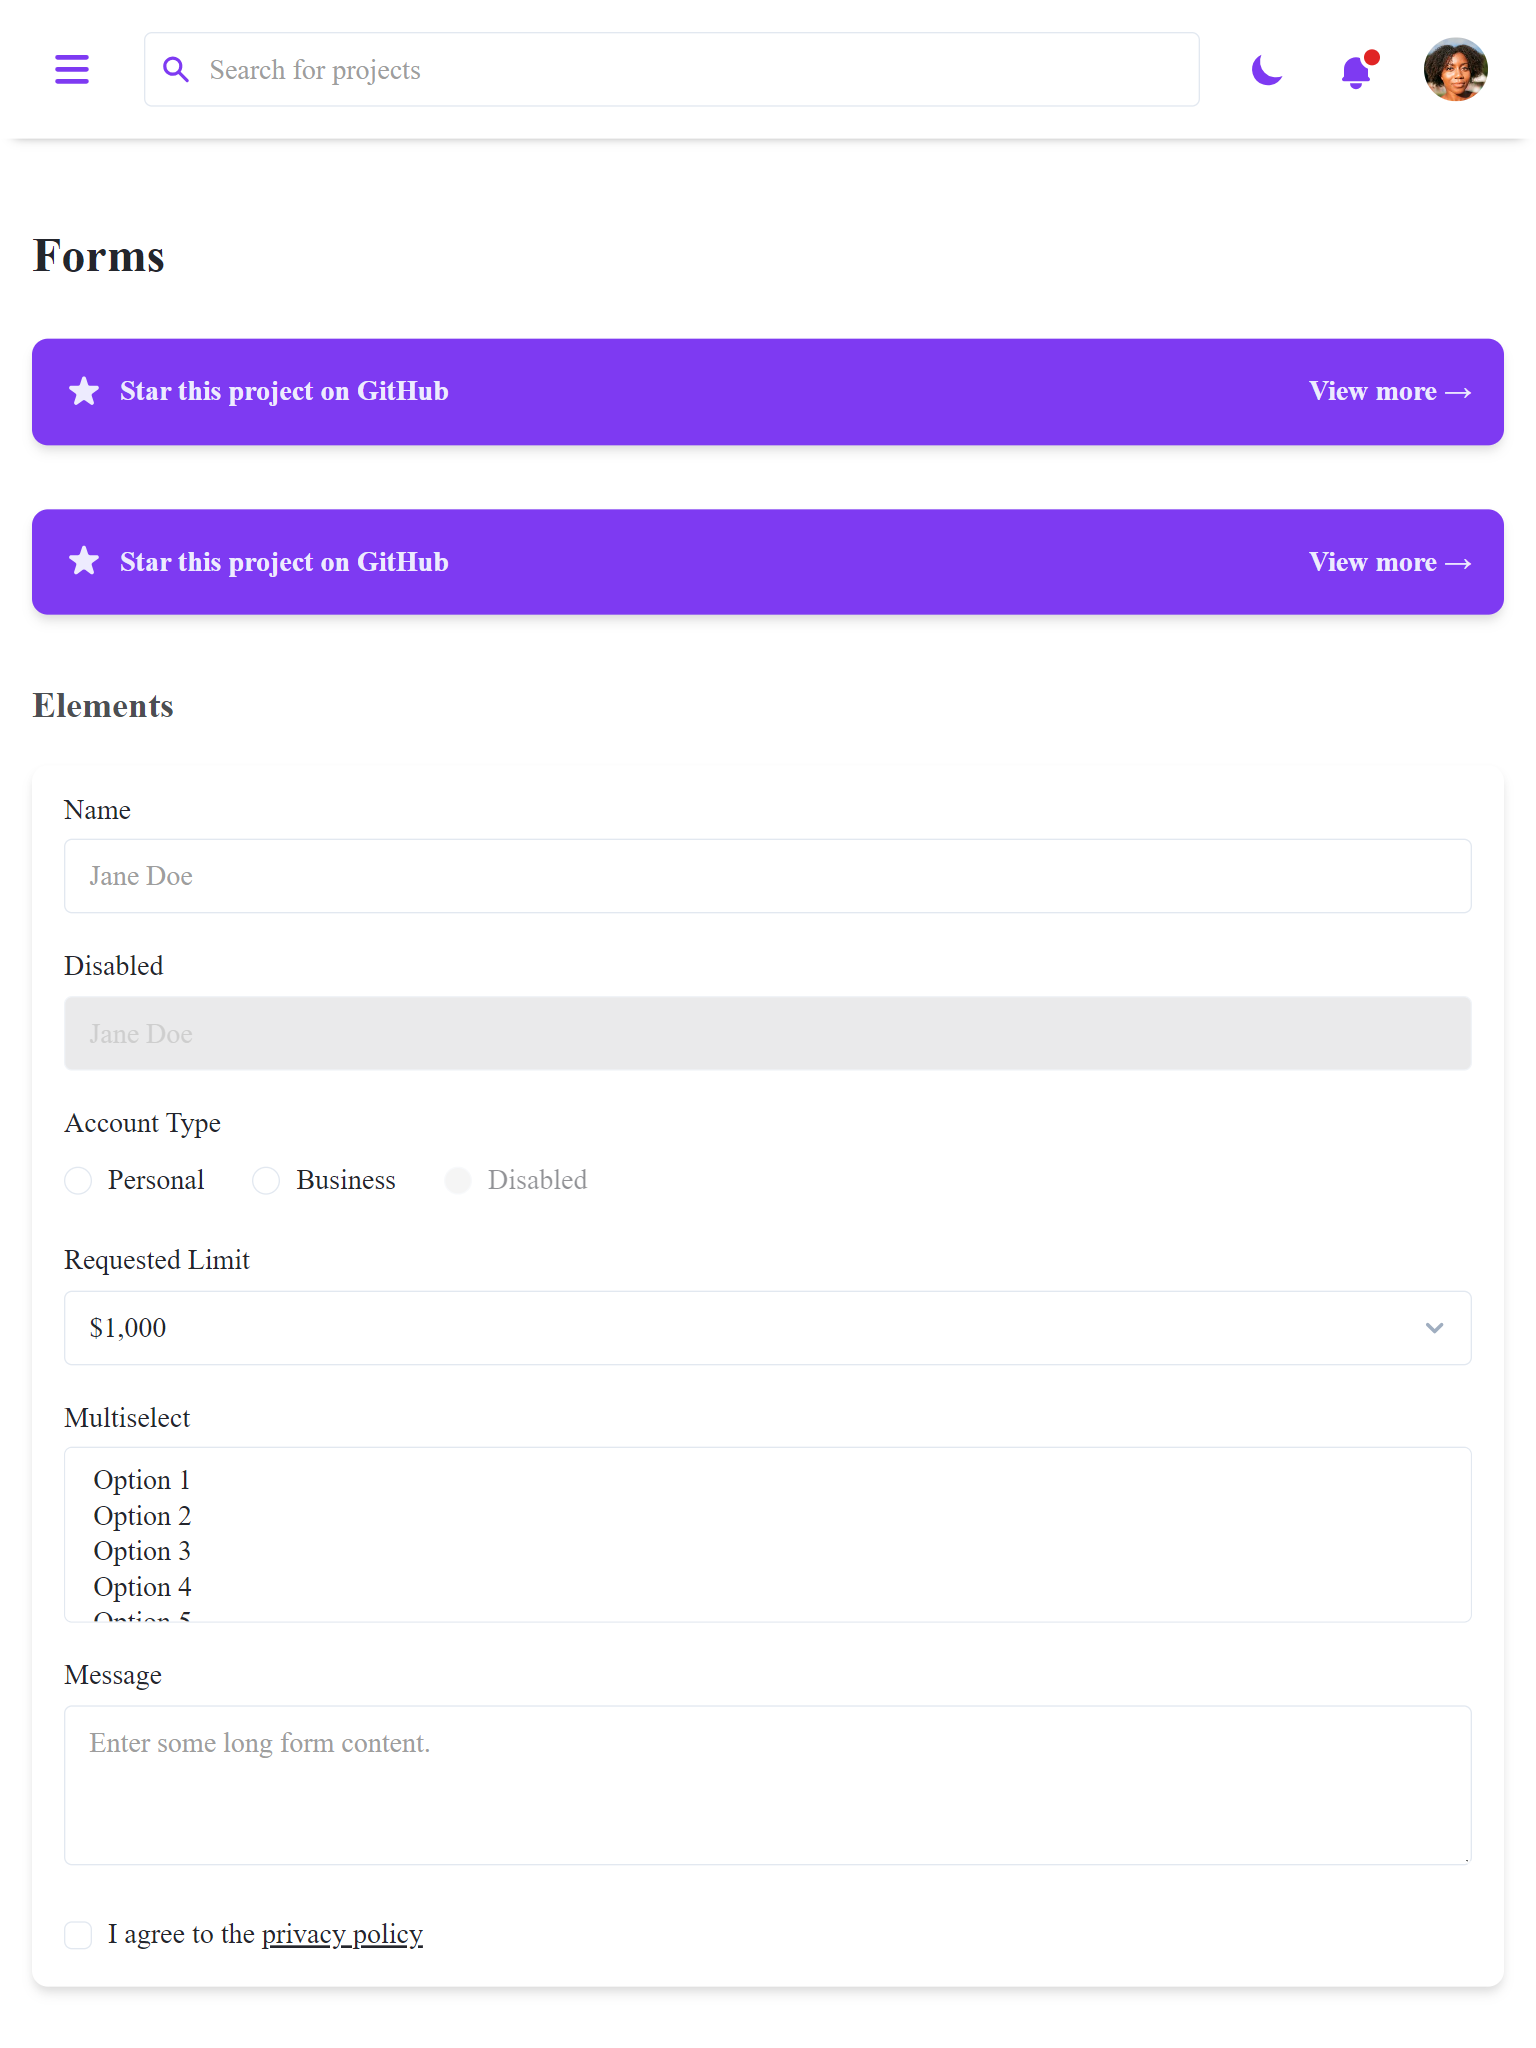 Search for projects
Forms
Star this project on GitHub View more →
Star this project on GitHub View more →
Elements
Name
Jane Doe
Disabled
Jane Doe
Account Type
Personal Business Disabled
Requested Limit
$1,000
Multiselect
Option 1
Option 2
Option 3
Option 4
Option 5
Message
Enter some long form content.
I agree to the privacy policy